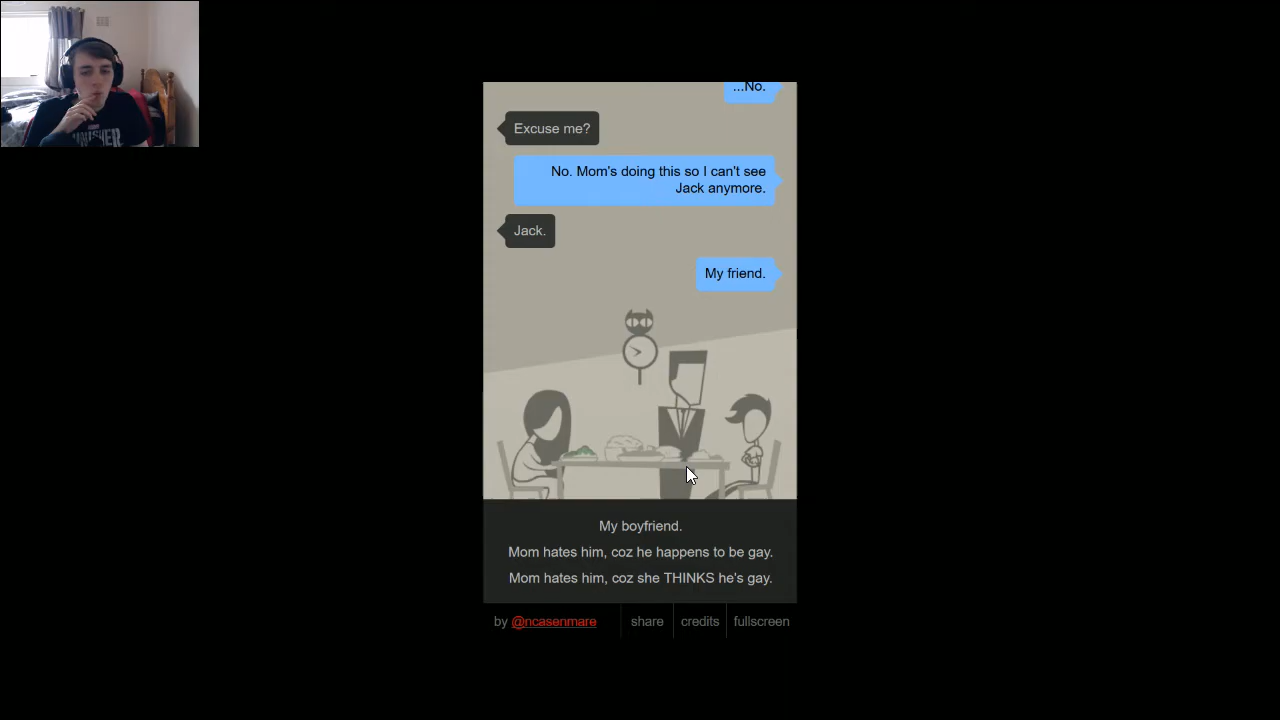 ...No.
Excuse me?
No. Mom's doing this so I can't see
Jack anymore.
Jack.
My friend.
My boyfriend.
Mom hates him, coz he happens to be gay.
Mom hates him, coz she THINKS he's gay.
by @ncasenmare share credits fullscreen